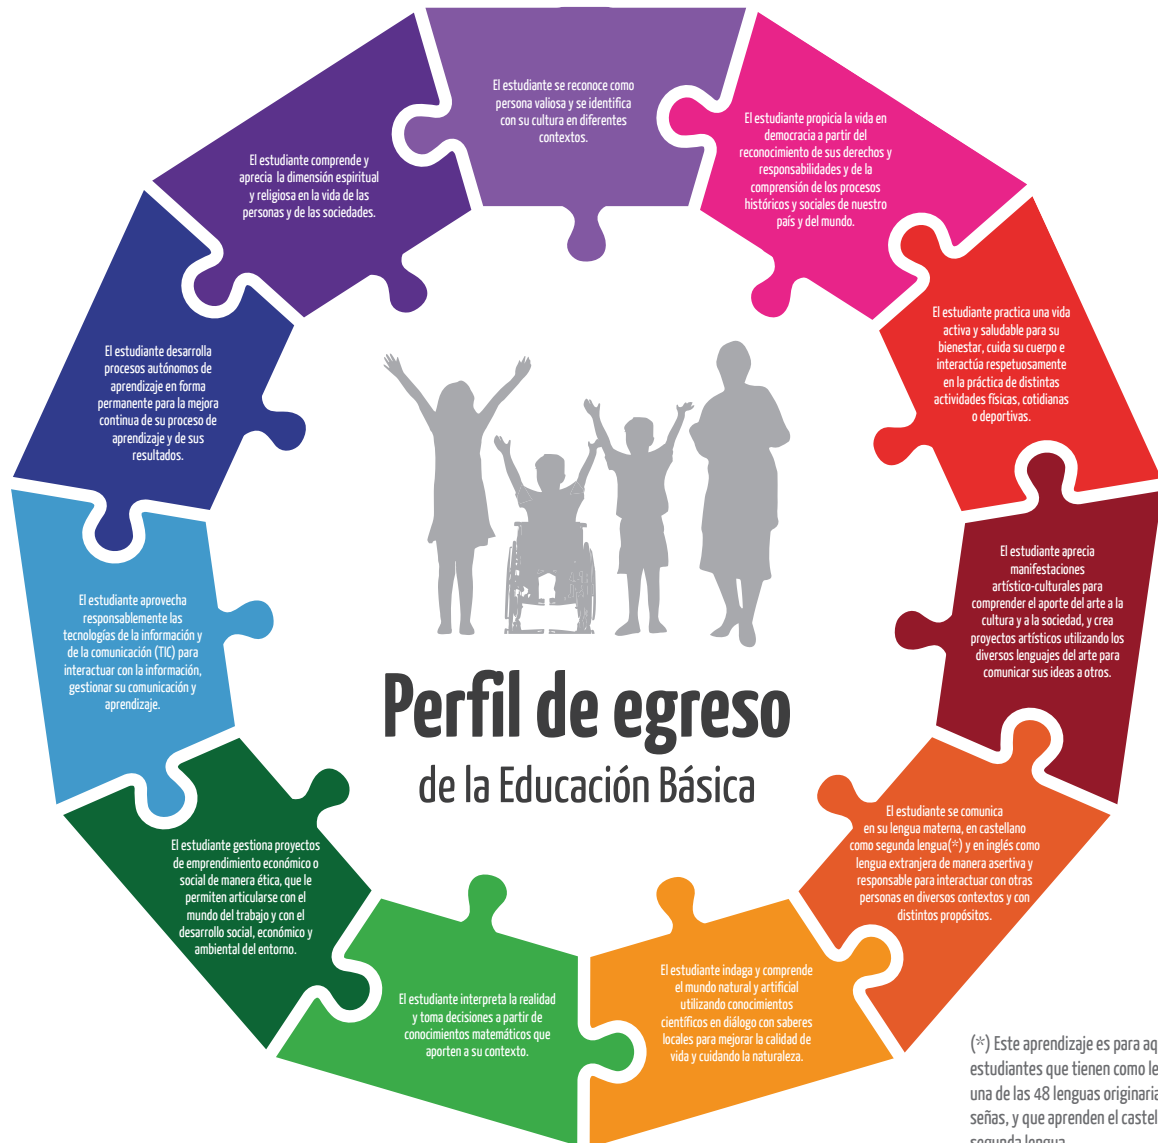 El estudiante se reconoce como
persona valiosa y se identifica
con su cultura en diferentes
contextos.
El estudiante propicia la vida en
democracia a partir del
reconocimiento de sus derechos y
responsabilidades y de la
comprensión de los procesos
históricos y sociales de nuestro
país y del mundo.
El estudiante practica una vida
activa y saludable para su
bienestar, cuida su cuerpo e
interactúa respetuosamente
en la práctica de distintas
actividades físicas, cotidianas
o deportivas.
El estudiante aprecia
manifestaciones
artístico-culturales para
comprender el aporte del arte a la
cultura y a la sociedad, y crea
proyectos artísticos utilizando los
diversos lenguajes del arte para
comunicar sus ideas a otros.
El estudiante se comunica
en su lengua materna, en castellano
como segunda lengua(*) y en inglés como
lengua extranjera de manera asertiva y
responsable para interactuar con otras
personas en diversos contextos y con
distintos propósitos.
El estudiante indaga y comprende
el mundo natural y artificial
utilizando conocimientos
científicos en diálogo con saberes
locales para mejorar la calidad de
vida y cuidando la naturaleza.
El estudiante interpreta la realidad
y toma decisiones a partir de
conocimientos matemáticos que
aporten a su contexto.
El estudiante gestiona proyectos
de emprendimiento económico o
social de manera ética, que le
permiten articularse con el
mundo del trabajo y con el
desarrollo social, económico y
ambiental del entorno.
El estudiante aprovecha
responsablemente las
tecnologías de la información y
de la comunicación (TIC) para
interactuar con la información,
gestionar su comunicación y
aprendizaje.
El estudiante desarrolla
procesos autónomos de
aprendizaje en forma
permanente para la mejora
continua de su proceso de
aprendizaje y de sus
resultados.
El estudiante comprende y
aprecia la dimensión espiritual
y religiosa en la vida de las
personas y de las sociedades.
Perfil de egreso
de la Educación Básica
(*) Este aprendizaje es para
estudiantes que tienen como
una de las 48 lenguas
señas, y que aprenden el
segunda lengua